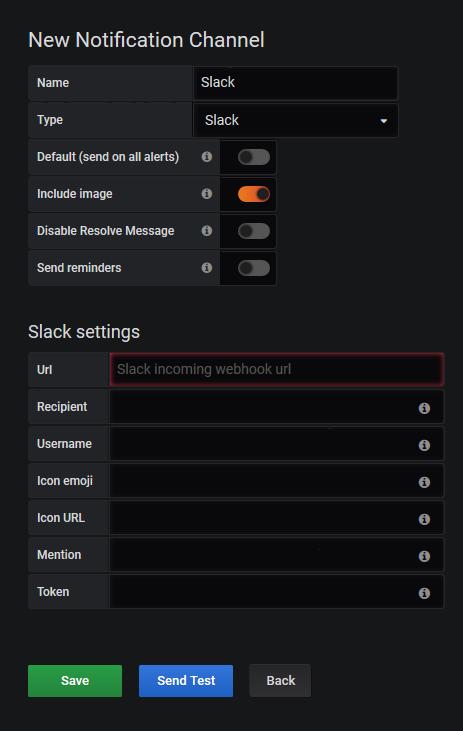 New Notification Channel
Name Slack
Type Slack
Default (send on all alerts)
Include image
Disable Resolve Message
Send reminders
Slack settings
Url Slack incoming webhook url
Recipient
Username
Icon emoji
Icon URL
Mention
Token
Save Send Test Back